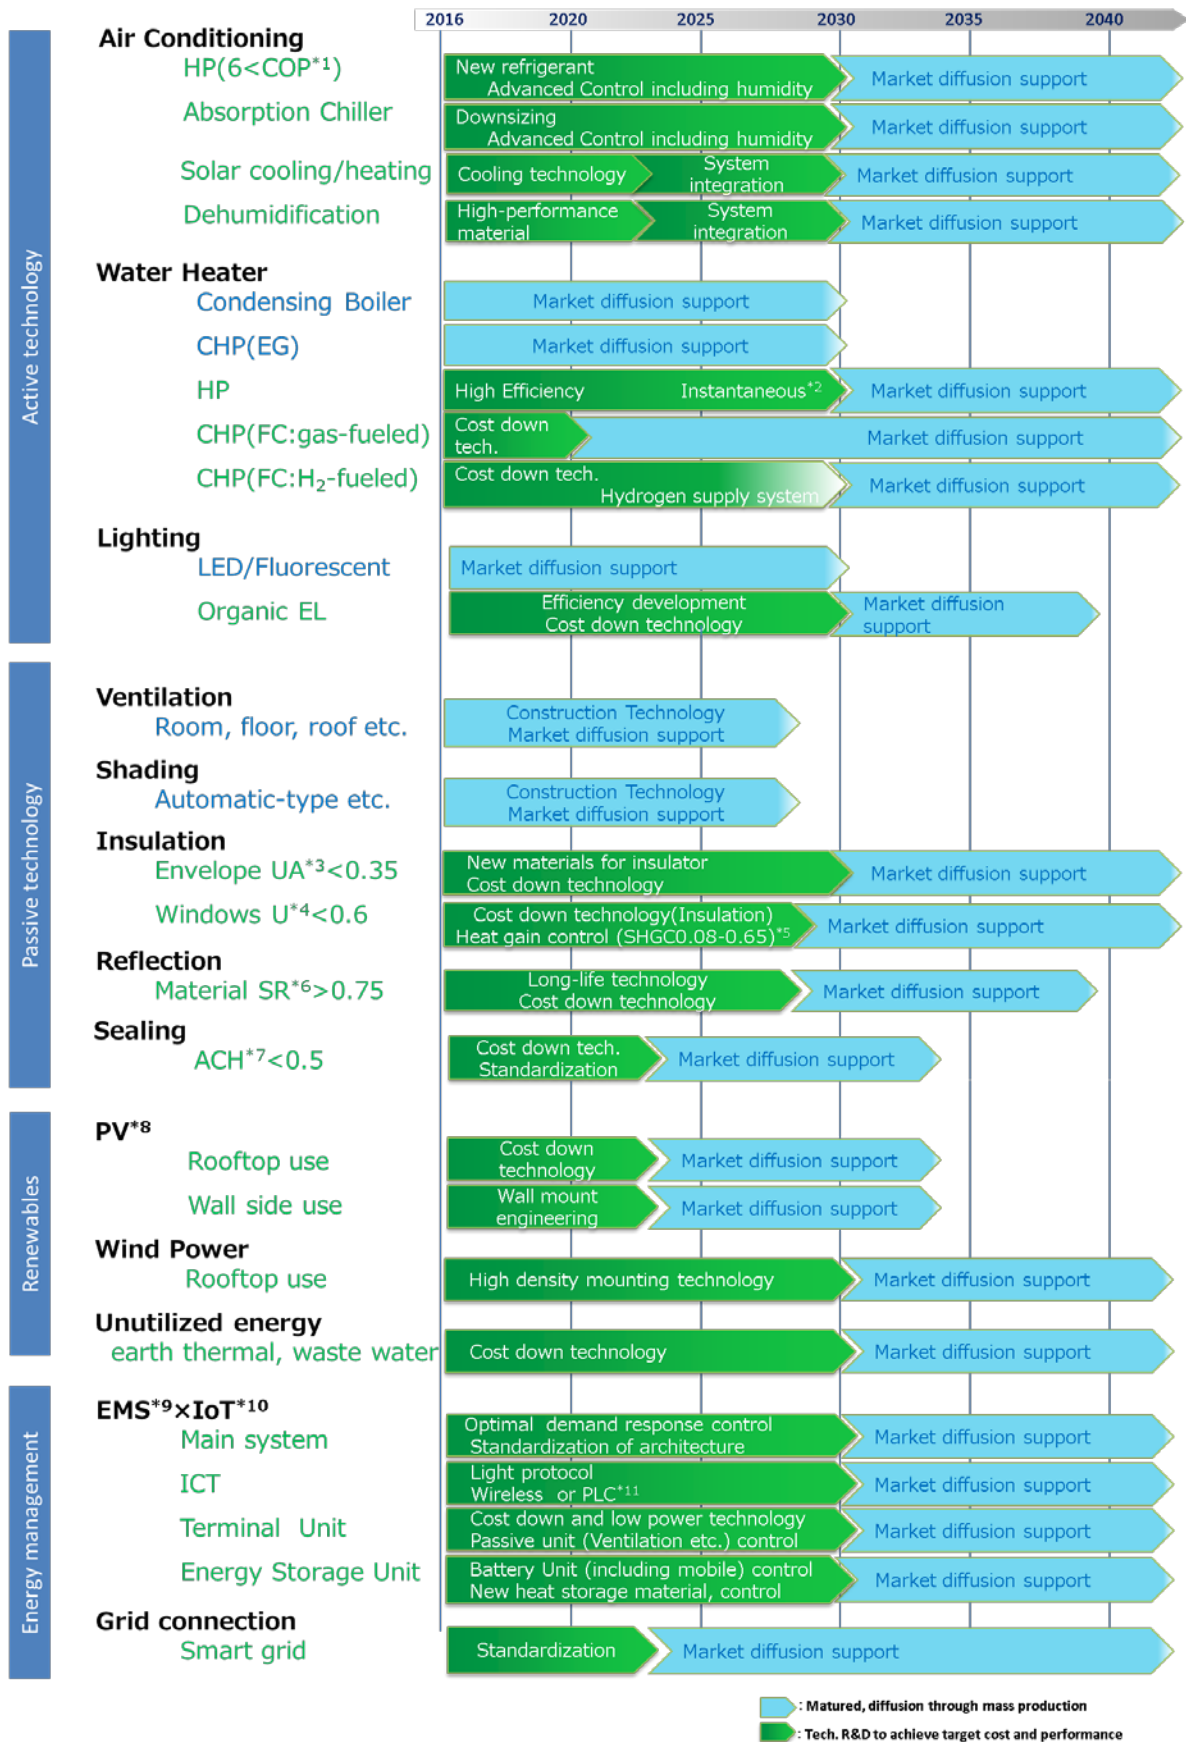 2016 2020 2025 2030 2035 2040
Active technology
Air Conditioning
HP(6<COP*1)
New refrigerant
Advanced Control including humidity
Market diffusion support
Absorption Chiller
Downsizing
Advanced Control including humidity
Market diffusion support
Solar cooling/heating
Cooling technology
System
integration
Market diffusion support
Dehumidification
High-performance
material
System
integration
Market diffusion support
Water Heater
Condensing Boiler
Market diffusion support
CHP(EG)
Market diffusion support
HP
High Efficiency
Instantaneous*2
Market diffusion support
CHP(FC:gas-fueled)
Cost down
tech.
Market diffusion support
CHP(FC:H2-fueled)
Cost down tech.
Hydrogen supply system
Market diffusion support
Lighting
LED/Fluorescent
Market diffusion support
Organic EL
Efficiency development
Cost down technology
Market diffusion
support
Passive technology
Ventilation
Room, floor, roof etc.
Construction Technology
Market diffusion support
Shading
Automatic-type etc.
Construction Technology
Market diffusion support
Insulation
Envelope UA*3<0.35
New materials for insulator
Cost down technology
Market diffusion support
Windows U*4<0.6
Cost down technology(Insulation)
Heat gain control (SHGC0.08-0.65)*5
Market diffusion support
Reflection
Material SR*6>0.75
Long-life technology
Cost down technology
Market diffusion support
Sealing
ACH*7<0.5
Cost down tech.
Standardization
Market diffusion support
Renewables
PV*8
Rooftop use
Cost down
technology
Market diffusion support
Wall side use
Wall mount
engineering
Market diffusion support
Wind Power
Rooftop use
High density mounting technology
Market diffusion support
Unutilized energy
earth thermal, waste water
Cost down technology
Market diffusion support
Energy management
EMS*9×IoT*10
Main system
Optimal demand response control
Standardization of architecture
Market diffusion support
ICT
Light protocol
Wireless or PLC*11
Market diffusion support
Terminal Unit
Cost down and low power technology
Passive unit (Ventilation etc.) control
Market diffusion support
Energy Storage Unit
Battery Unit (including mobile) control
New heat storage material, control
Market diffusion support
Grid connection
Smart grid
Standardization
Market diffusion support
: Matured, diffusion through mass production
: Tech. R&D to achieve target cost and performance